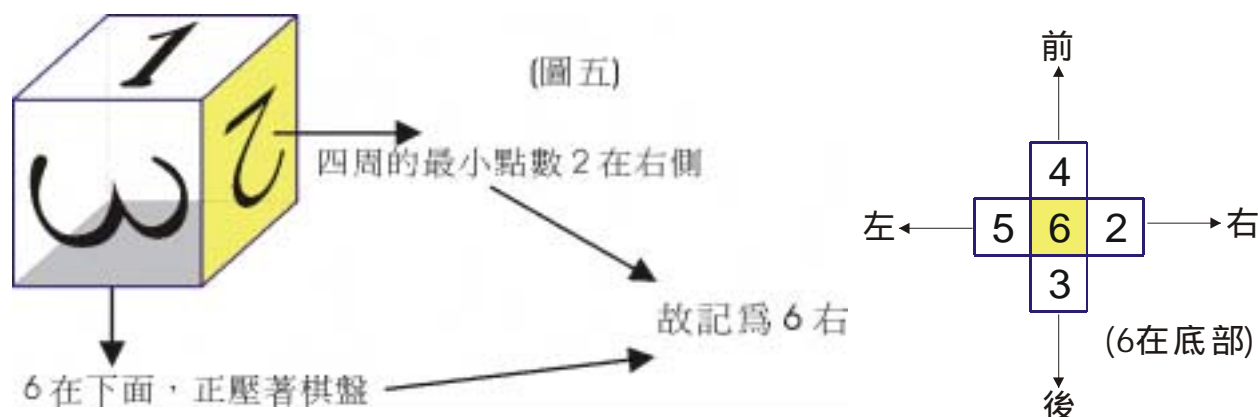 1
2
3
(圖五)
四周的最小點數 2 在右側
故記爲 6 右
6 在下面，正壓著棋盤
前
4
左 5 6 2 右
3
(6在底部)
後